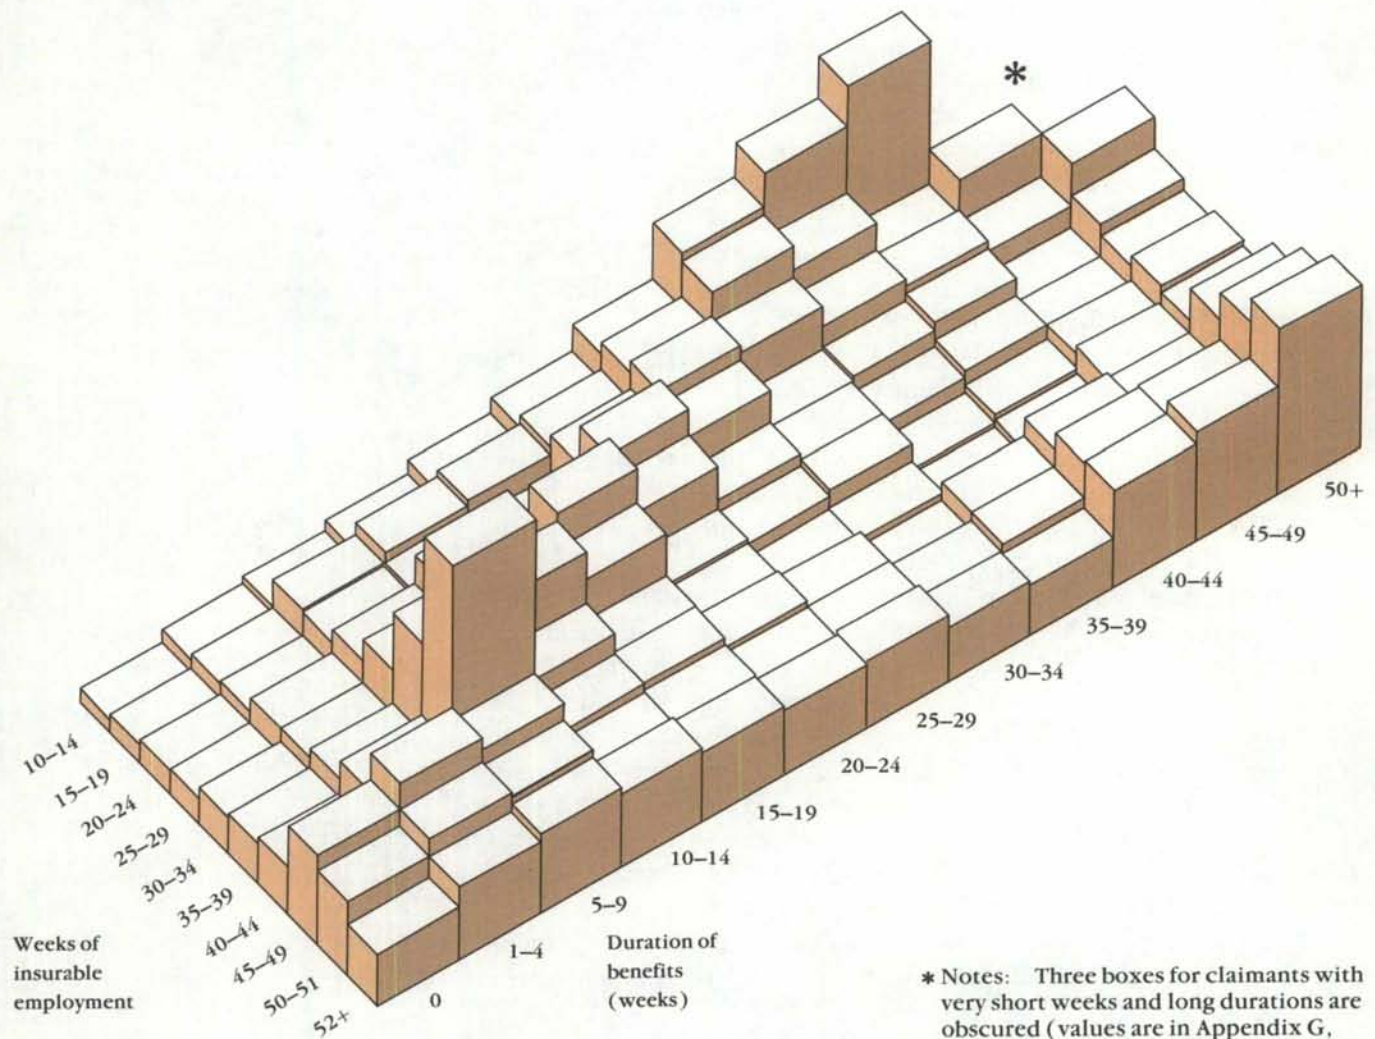 *
50+
45–49
40–44
35–39
30–34
25–29
20–24
15–19
10–14
5–9
1–4
0
10–14
15–19
20–24
25–29
30–34
35–39
40–44
45–49
50–51
52+
Weeks of
insurable
employment
Duration of
benefits
(weeks)
* Notes: Three boxes for claimants with
very short weeks and long durations are
obscured (values are in Appendix G,